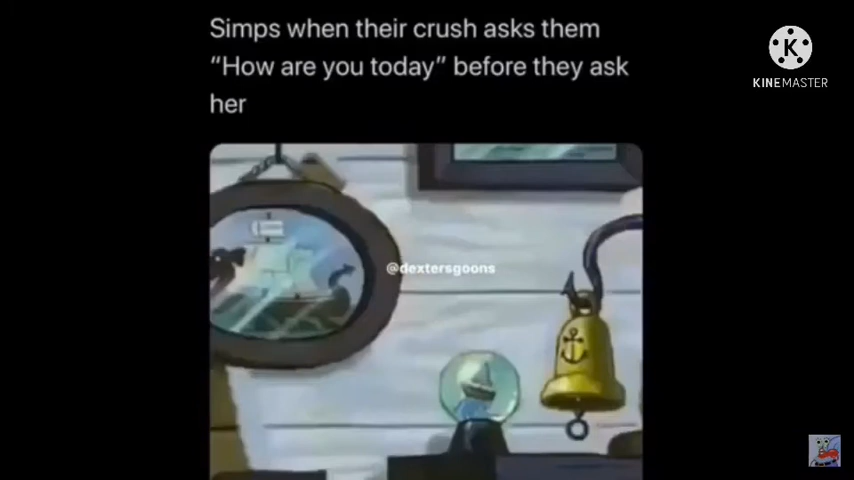 Simps when their crush asks them
“How are you today” before they ask
her
K
KINEMASTER
@dextersgoons